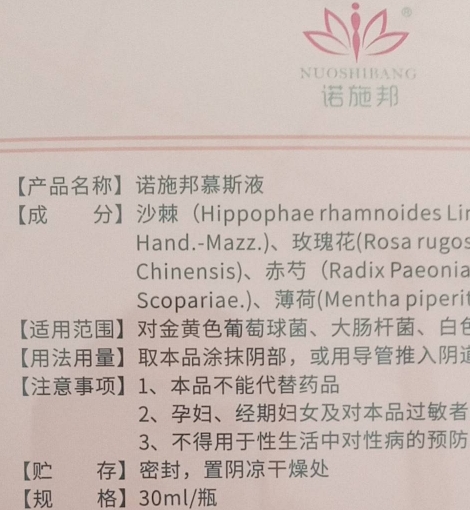 ®
NUOSHIBANG
诺施邦
【产品名称】诺施邦慕斯液
【成 分】沙棘（Hippophae rhamnoides Lin
Hand.-Mazz.)、玫瑰花(Rosa rugos
Chinensis)、赤芍（Radix Paeonia
Scopariae.)、薄荷(Mentha piperit
【适用范围】对金黄色葡萄球菌、大肠杆菌、白色
【用法用量】取本品涂抹阴部，或用导管推入阴道
【注意事项】1、本品不能代替药品
2、孕妇、经期妇女及对本品过敏者
3、不得用于性生活中对性病的预防
【贮 存】密封，置阴凉干燥处
【规 格】30ml/瓶